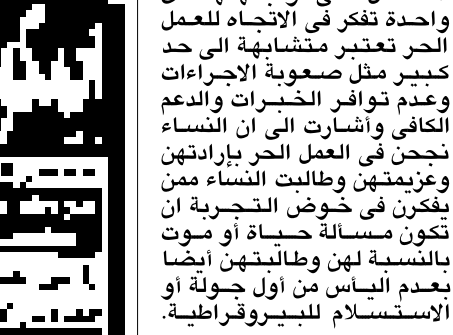 واحدة تفكر فى الاتجاه للعمل
الحر تعتبر متشابهة الى حد
كبير مثل صعوبة الاجراءات
وعدم توافر الخبرات والدعم
الكافى وأشارت الى ان النساء
نجحن فى العمل الحر بإرادتهن
وعزيمتهن وطالبت النساء ممن
يفكرن فى خوض التجربة ان
تكون مسألة حياة أو موت
بالنسبة لهن وطالبتهن أيضا
بعدم اليأس من أول جولة أو
الاستسلام للبيروقراطية.